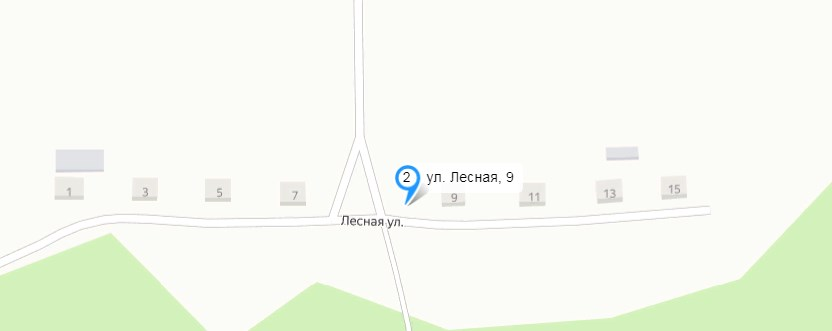 2 ул. Лесная, 9
1 3 5 7 9 11 13 15
Лесная ул.